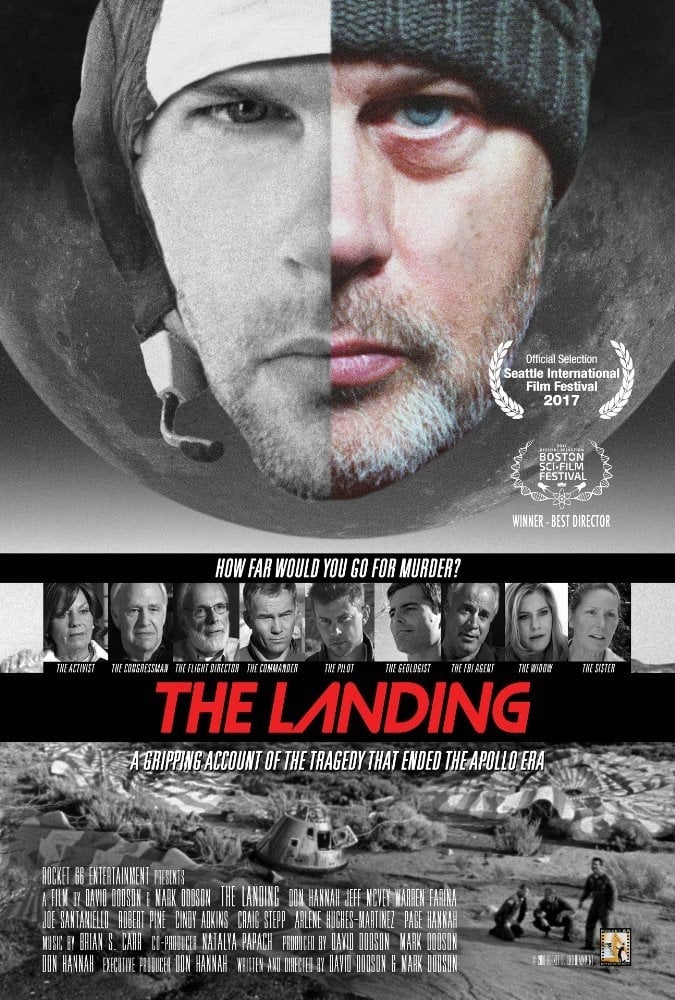 Official Selection
Seattle International
Film Festival
2017
OFFICIAL SELECTION
BOSTON
SCI-FILM
FESTIVAL
WINNER - BEST DIRECTOR
HOW FAR WOULD YOU GO FOR MURDER?
THE ACTIVIST THE CONGRESSMAN THE FLIGHT DIRECTOR THE COMMANDER THE PILOT THE GEOLOGIST THE FBI AGENT THE WIDOW THE SISTER
THE LANDING
A GRIPPING ACCOUNT OF THE TRAGEDY THAT ENDED THE APOLLO ERA
ROCKET 66 ENTERTAINMENT PRESENTS
A FILM BY DAVID DODSON & MARK DODSON THE LANDING DON HANNAH JEFF MCVEY WARREN FARINA
JOE SANTANIELLO ROBERT PINE CINDY ADKINS CRAIG STEPP ARLENE HUGHES-MARTINEZ PAGE HANNAH
MUSIC BY BRIAN S. CARR CO-PRODUCER NATALYA PAPACH PRODUCED BY DAVID DODSON MARK DODSON
DON HANNAH EXECUTIVE PRODUCER DON HANNAH WRITTEN AND DIRECTED BY DAVID DODSON & MARK DODSON
ENTERTAINMENT